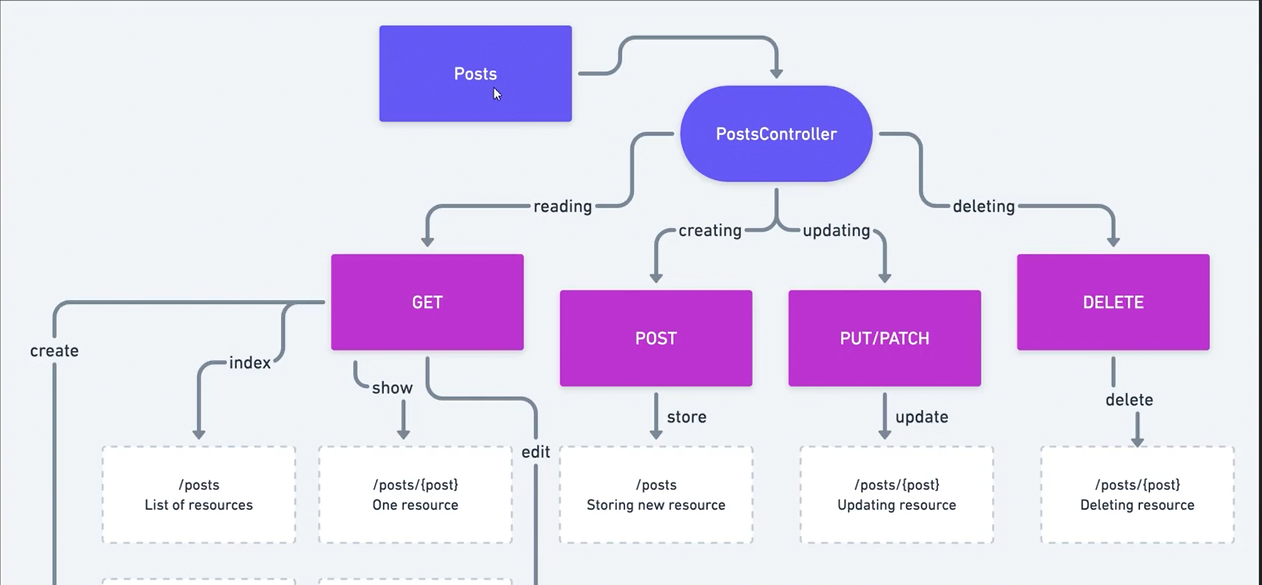 Posts
PostsController
reading
creating
updating
deleting
GET
POST
PUT/PATCH
DELETE
create
index
show
edit
store
update
delete
/posts
List of resources
/posts/{post}
One resource
/posts
Storing new resource
/posts/{post}
Updating resource
/posts/{post}
Deleting resource